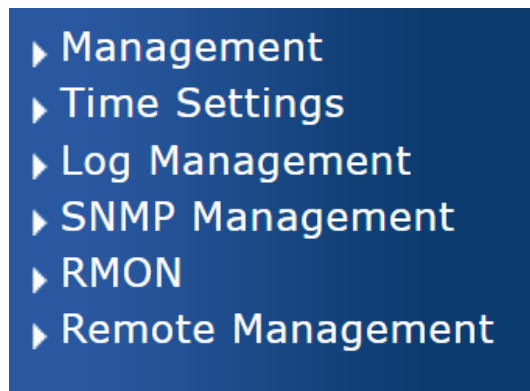 Management
Time Settings
Log Management
SNMP Management
RMON
Remote Management